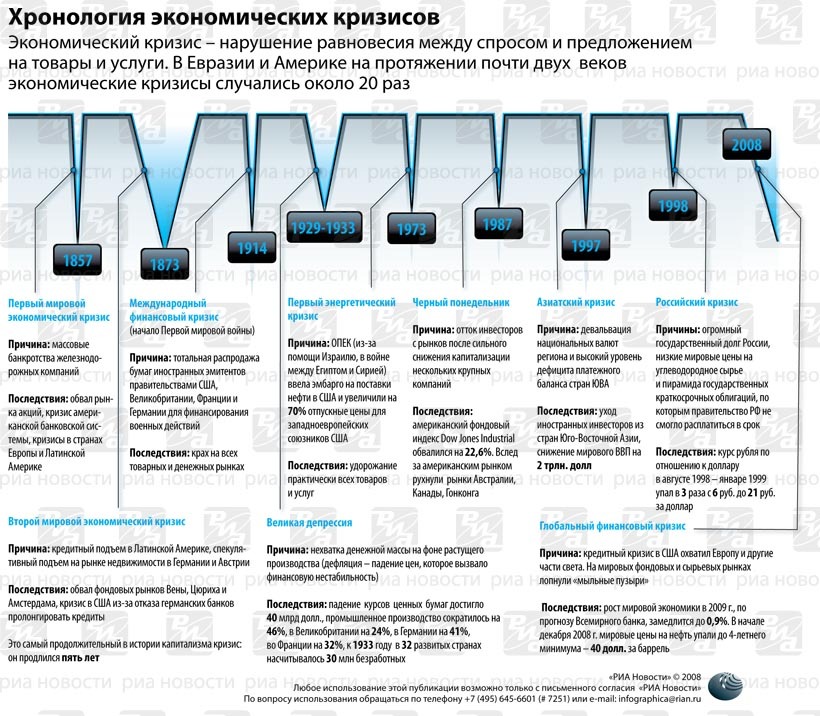 Хронология экономических кризисов
Экономический кризис – нарушение равновесия между спросом и предложением
на товары и услуги. В Евразии и Америке на протяжении почти двух веков
экономические кризисы случались около 20 раз
1857
1873
1914
1929-1933
1973
1987
1997
1998
2008
Первый мировой
экономический кризис
Причина: массовые
банкротства железнодо-
рожных компаний
Последствия: обвал рын-
ка акций, кризис амери-
канской банковской сис-
темы, кризисы в странах
Европы и Латинской
Америке
Международный
финансовый кризис
(начало Первой мировой войны)
Причина: тотальная распродажа
бумаг иностранных эмитентов
правительствами США,
Великобритании, Франции и
Германии для финансирования
военных действий
Последствия: крах на всех
товарных и денежных рынках
Первый энергетический
кризис
Причина: ОПЕК (из-за
помощи Израилю, в войне
между Египтом и Сирией)
ввела эмбарго на поставки
нефти в США и увеличили на
70% отпускные цены для
западноевропейских
союзников США
Последствия: удорожание
практически всех товаров
и услуг
Черный понедельник
Причина: отток инвесторов
с рынков после сильного
снижения капитализации
нескольких крупных
компаний
Последствия:
американский фондовый
индекс Dow Jones Industrial
обвалился на 22,6%. Вслед
за американским рынком
рухнули рынки Австралии,
Канады, Гонконга
Азиатский кризис
Причина: девальвация
национальных валют
региона и высокий уровень
дефицита платежного
баланса стран ЮВА
Последствия: уход
иностранных инвесторов из
стран Юго-Восточной Азии,
снижение мирового ВВП на
2 трлн. долл
Российский кризис
Причины: огромный
государственный долг России,
низкие мировые цены на
углеводородное сырье
и пирамида государственных
краткосрочных облигаций, по
которым правительство РФ не
смогло расплатиться в срок
Последствия: курс рубля по
отношению к доллару
в августе 1998 – январе 1999
упал в 3 раза с 6 руб. до 21 руб.
за доллар
Второй мировой экономический кризис
Причина: кредитный подъем в Латинской Америке, спекуля-
тивный подъем на рынке недвижимости в Германии и Австрии
Последствия: обвал фондовых рынков Вены, Цюриха и
Амстердама, кризис в США из-за отказа германских банков
пролонгировать кредиты
Это самый продолжительный в истории капитализма кризис:
он продлился пять лет
Великая депрессия
Причина: нехватка денежной массы на фоне растущего
производства (дефляция – падение цен, которое вызвало
финансовую нестабильность)
Последствия: падение курсов ценных бумаг достигло
40 млрд долл., промышленное производство сократилось на
46%, в Великобритании на 24%, в Германии на 41%,
во Франции на 32%, к 1933 году в 32 развитых странах
насчитывалось 30 млн безработных
Глобальный финансовый кризис
Причина: кредитный кризис в США охватил Европу и другие
части света. На мировых фондовых и сырьевых рынках
лопнули «мыльные пузыри»
Последствия: рост мировой экономики в 2009 г., по
прогнозу Всемирного банка, замедлится до 0,9%. В начале
декабря 2008 г. мировые цены на нефть упали до 4-летнего
минимума – 40 долл. за баррель
«РИА Новости» © 2008
Любое использование этой публикации возможно только с письменного согласия «РИА Новости»
По вопросу использования обращаться по телефону +7 (495) 645-6601 (# 7251) или e-mail: infographica@rian.ru